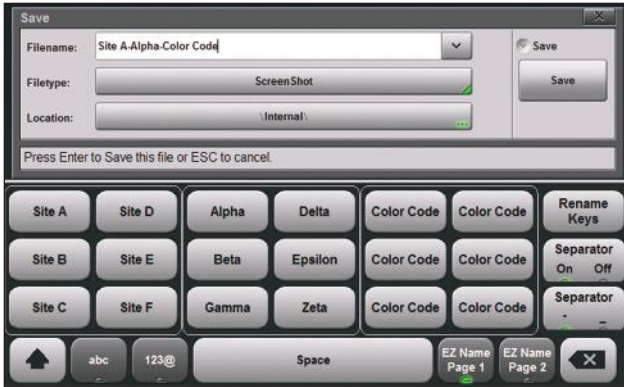 Save
Filename: Site A-Alpha-Color Code
Save
Filetype: ScreenShot
Save
Location: \Internal\
Press Enter to Save this file or ESC to cancel.
Site A Site D Alpha Delta Color Code Color Code Rename Keys
Site B Site E Beta Epsilon Color Code Color Code Separator On Off
Site C Site F Gamma Zeta Color Code Color Code Separator - _
abc 123@ Space EZ Name Page 1 EZ Name Page 2